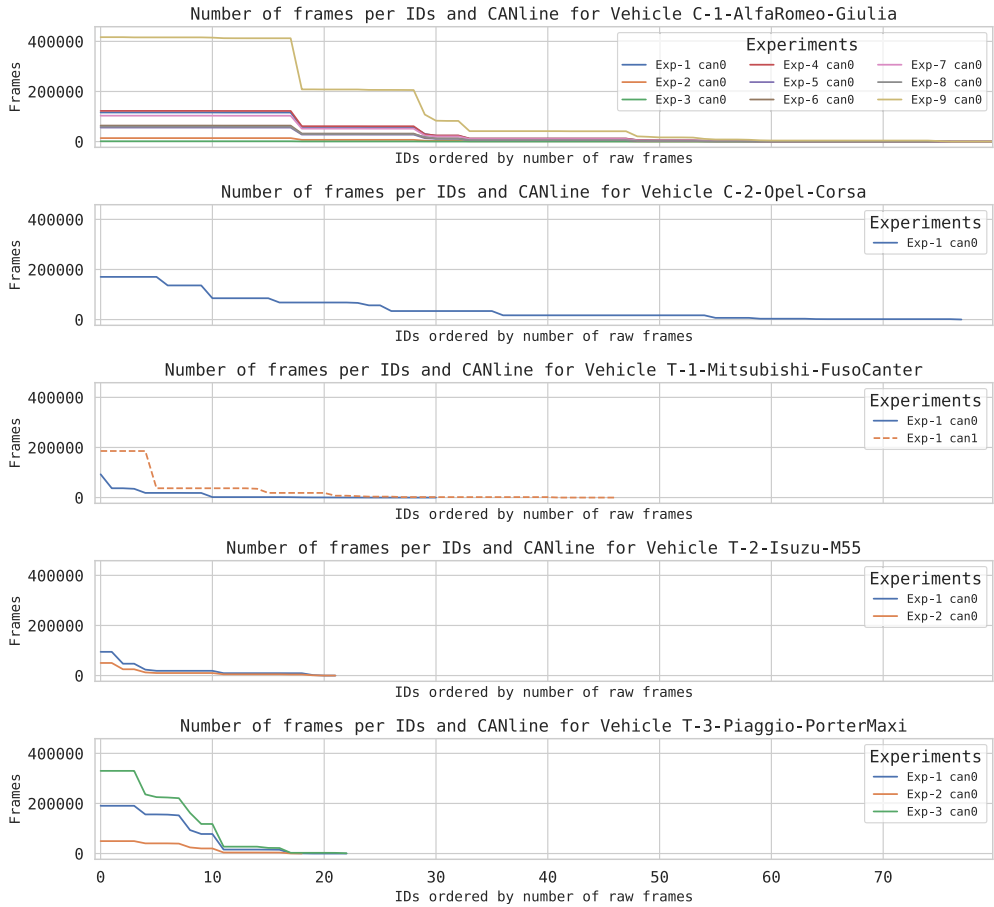 Number of frames per IDs and CANline for Vehicle C-1-AlfaRomeo-Giulia
400000
200000
0
Frames
Experiments
Exp-1 can0
Exp-4 can0
Exp-7 can0
Exp-2 can0
Exp-5 can0
Exp-8 can0
Exp-3 can0
Exp-6 can0
Exp-9 can0
IDs ordered by number of raw frames
Number of frames per IDs and CANline for Vehicle C-2-Opel-Corsa
400000
200000
0
Frames
Experiments
Exp-1 can0
IDs ordered by number of raw frames
Number of frames per IDs and CANline for Vehicle T-1-Mitsubishi-FusoCanter
400000
200000
0
Frames
Experiments
Exp-1 can0
Exp-1 can1
IDs ordered by number of raw frames
Number of frames per IDs and CANline for Vehicle T-2-Isuzu-M55
400000
200000
0
Frames
Experiments
Exp-1 can0
Exp-2 can0
IDs ordered by number of raw frames
Number of frames per IDs and CANline for Vehicle T-3-Piaggio-PorterMaxi
400000
200000
0
Frames
Experiments
Exp-1 can0
Exp-2 can0
Exp-3 can0
0 10 20 30 40 50 60 70
IDs ordered by number of raw frames